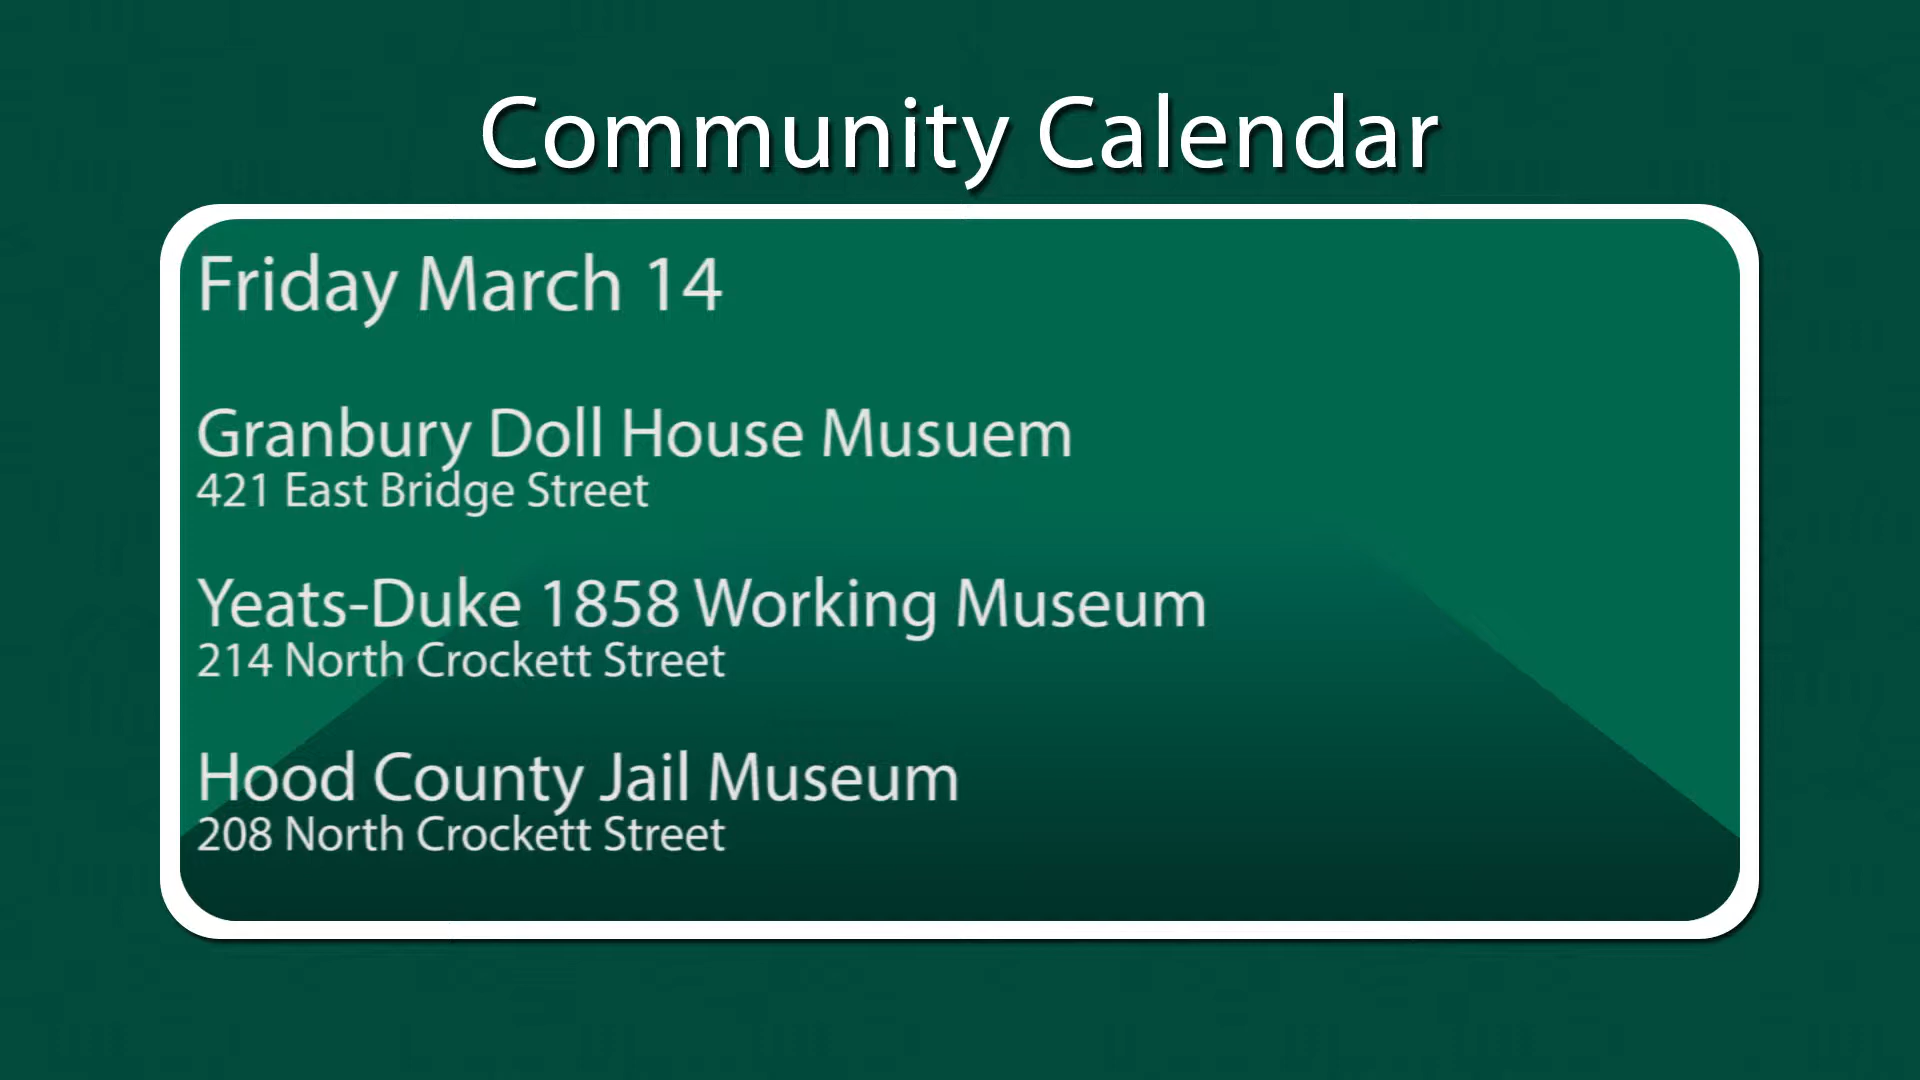 Community Calendar
Friday March 14
Granbury Doll House Musuem
421 East Bridge Street
Yeats-Duke 1858 Working Museum
214 North Crockett Street
Hood County Jail Museum
208 North Crockett Street